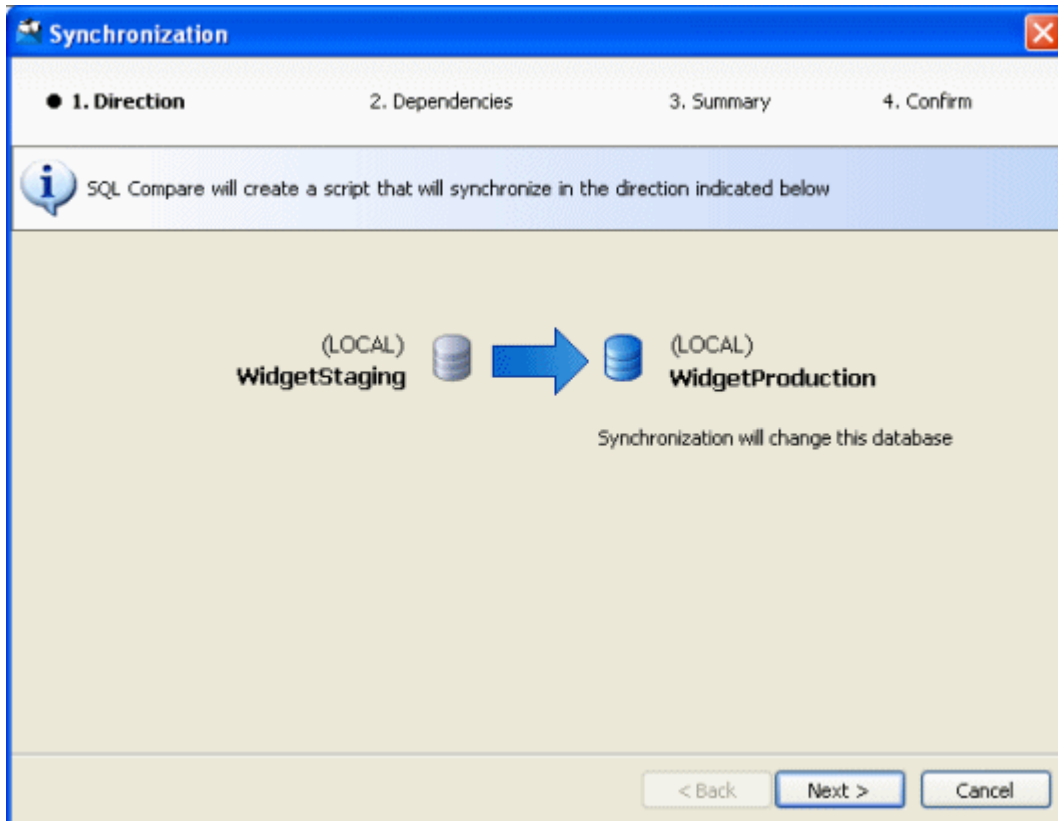 Synchronization
1. Direction
2. Dependencies
3. Summary
4. Confirm
SQL Compare will create a script that will synchronize in the direction indicated below
(LOCAL)
WidgetStaging
(LOCAL)
WidgetProduction
Synchronization will change this database
< Back
Next >
Cancel